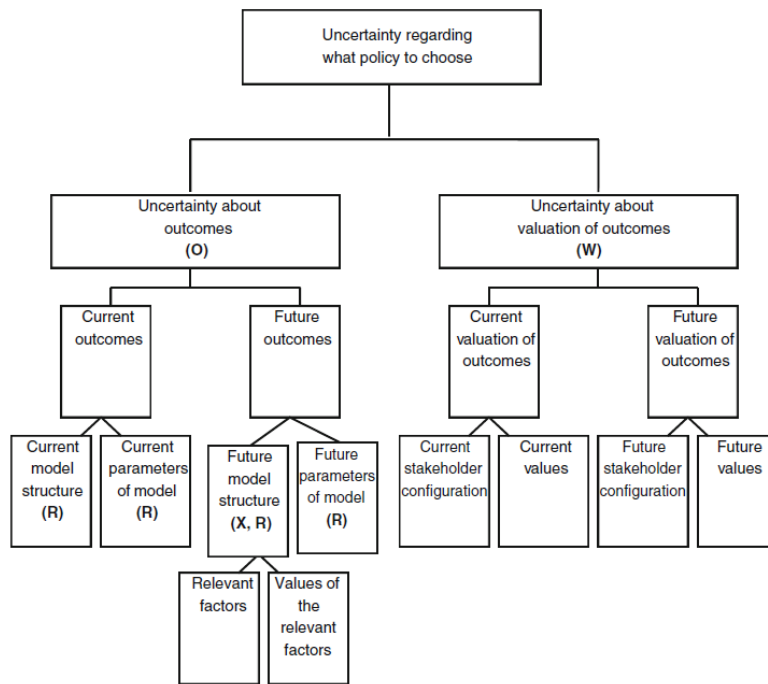 Uncertainty regarding
what policy to choose
Uncertainty about
outcomes
(O)
Uncertainty about
valuation of outcomes
(W)
Current
outcomes
Future
outcomes
Current
valuation of
outcomes
Future
valuation of
outcomes
Current
model
structure
(R)
Current
parameters
of model
(R)
Future
model
structure
(X, R)
Future
parameters
of model
(R)
Current
stakeholder
configuration
Current
values
Future
stakeholder
configuration
Future
values
Relevant
factors
Values of
the
relevant
factors